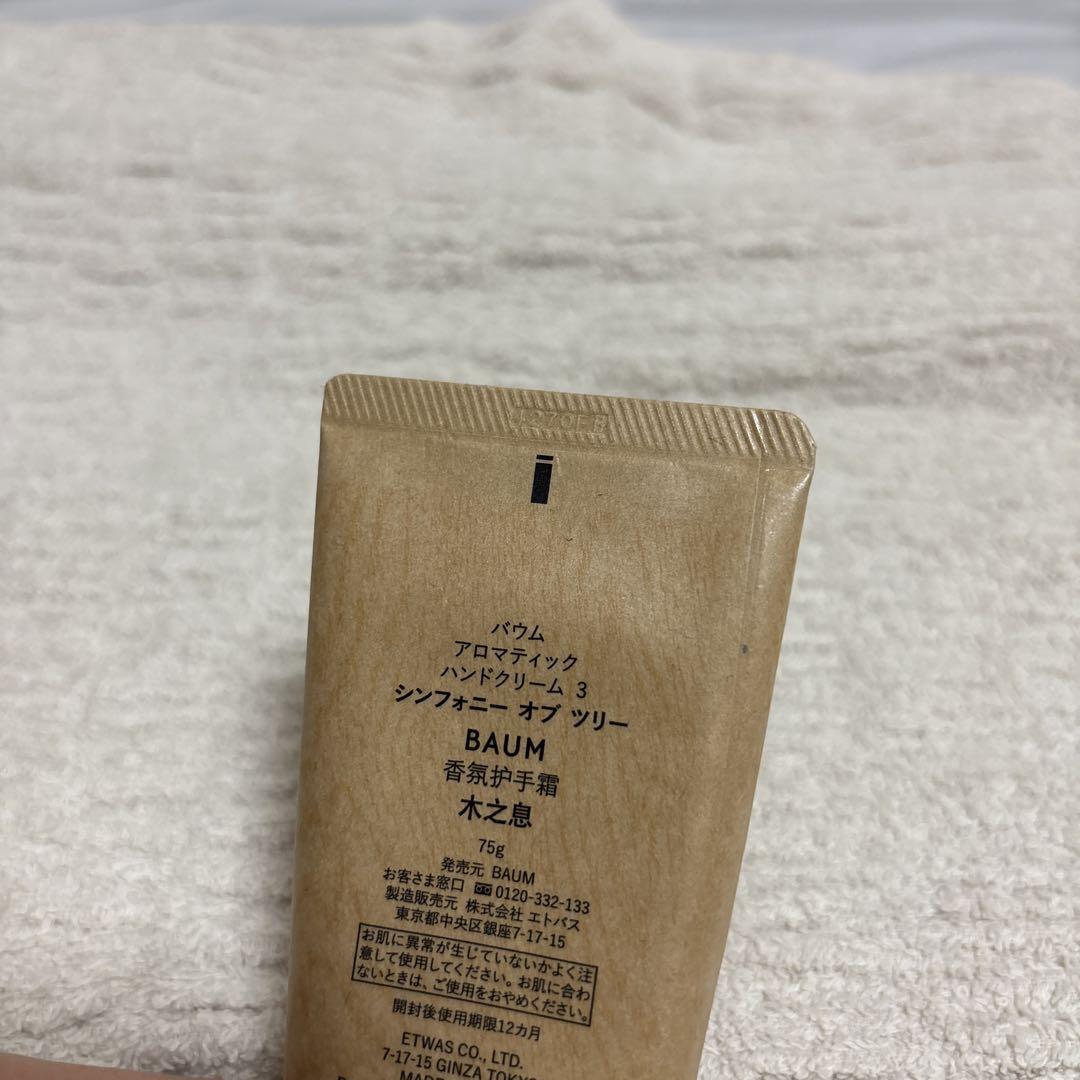 バウム
アロマティック
ハンドクリーム 3
シンフォニー オブ ツリー
BAUM
香氛护手霜
木之息
75g
発売元 BAUM
お客さま窓口 0120-332-133
製造販売元 株式会社 エトバス
東京都中央区銀座7-17-15
お肌に異常が生じていないかよく注
意して使用してください。お肌に合わ
ないときは、ご使用をおやめください。
開封後使用期限12カ月
ETWAS CO., LTD.
7-17-15 GINZA TOKYO
MADE